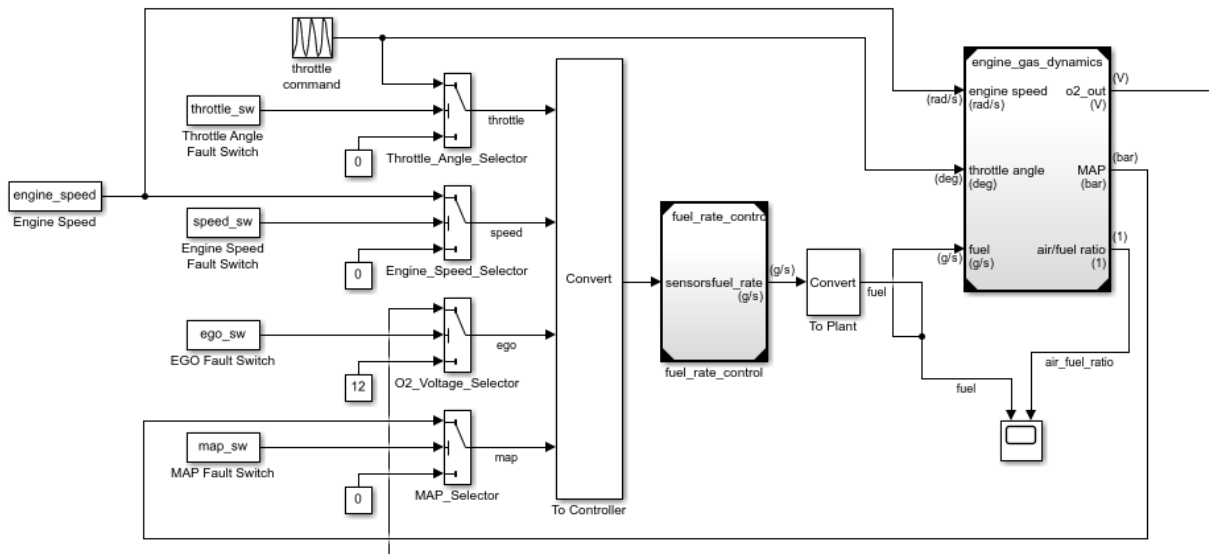 throttle
command
throttle_sw
Throttle Angle
Fault Switch
0
Throttle_Angle_Selector
throttle
engine_speed
Engine Speed
speed_sw
Engine Speed
Fault Switch
0
Engine_Speed_Selector
speed
ego_sw
EGO Fault Switch
12
O2_Voltage_Selector
ego
map_sw
MAP Fault Switch
0
MAP_Selector
map
Convert
To Controller
fuel_rate_contro
sensors
fuel_rate
(g/s)
fuel_rate_control
(g/s)
Convert
To Plant
fuel
engine_gas_dynamics
(rad/s)
engine speed
(rad/s)
(deg)
throttle angle
(deg)
(g/s)
fuel
(g/s)
o2_out
(V)
(V)
MAP
(bar)
(bar)
air/fuel ratio
(1)
(1)
air_fuel_ratio
fuel